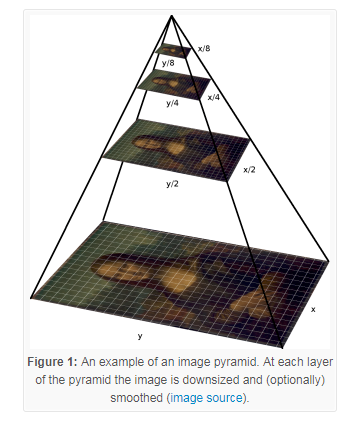 x/8
y/8
x/4
y/4
x/2
y/2
x
y
Figure 1: An example of an image pyramid. At each layer
of the pyramid the image is downsized and (optionally)
smoothed (image source).